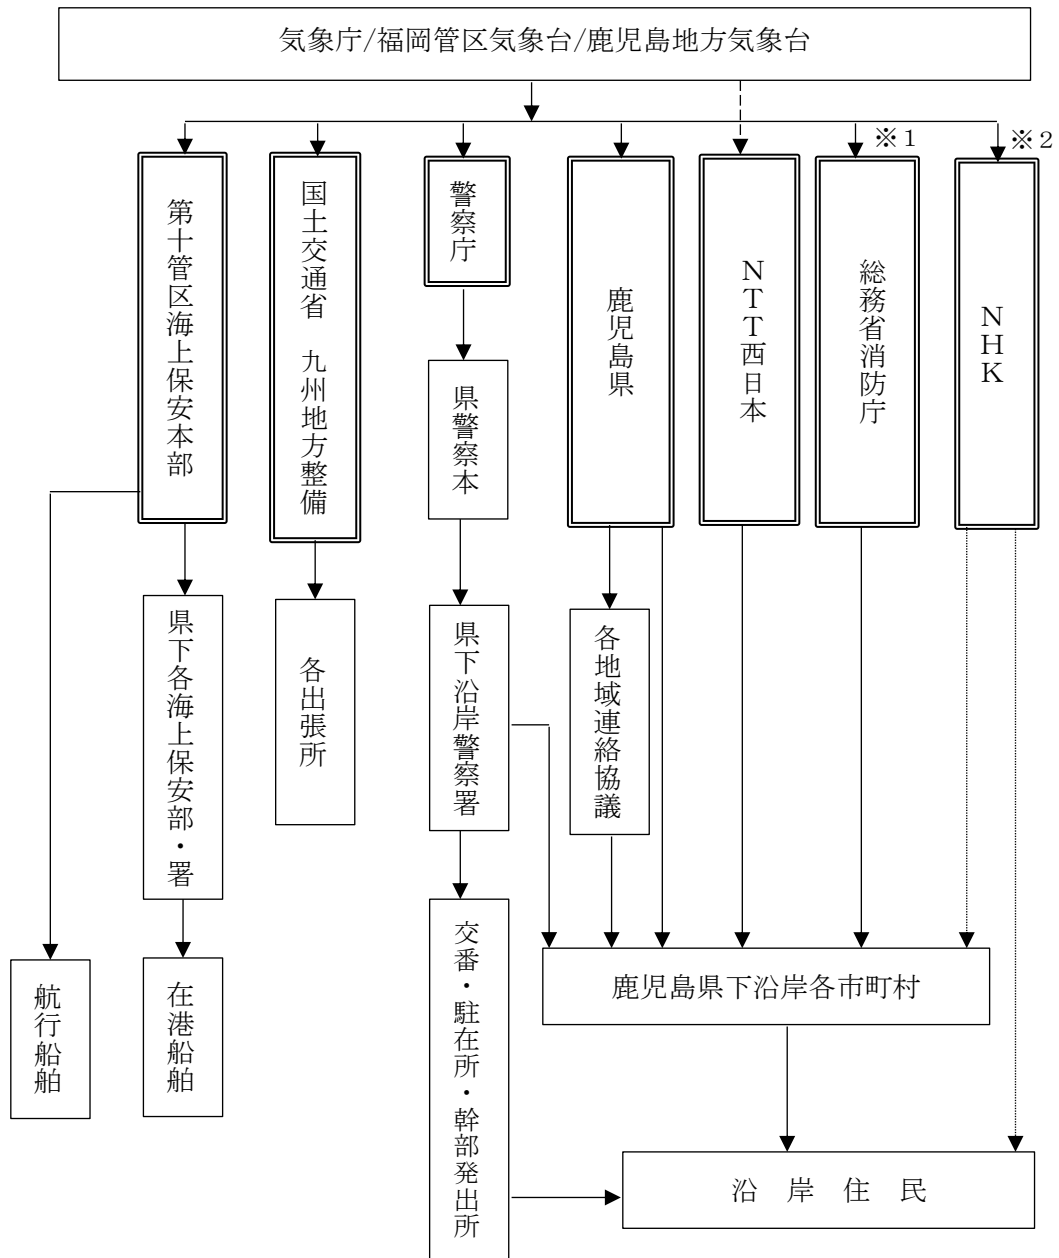 気象庁/福岡管区気象台/鹿児島地方気象台
※1
※2
第十管区海上保安本部
国土交通省　九州地方整備
警察庁
鹿児島県
NTT西日本
総務省消防庁
NHK
県警察本
県下各海上保安部・署
各出張所
県下沿岸警察署
各地域連絡協議
航行船舶
在港船舶
交番・駐在所・幹部発出所
鹿児島県下沿岸各市町村
沿　岸　住　民